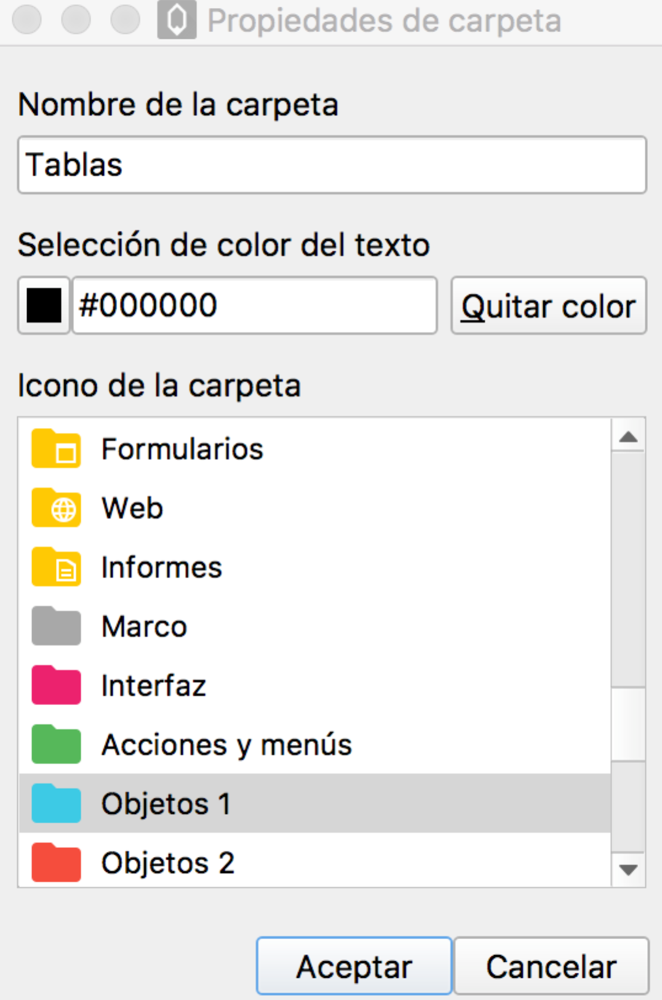 Propiedades de carpeta
Nombre de la carpeta
Tablas
Selección de color del texto
#000000 Quitar color
Icono de la carpeta
Formularios
Web
Informes
Marco
Interfaz
Acciones y menús
Objetos 1
Objetos 2
Aceptar Cancelar